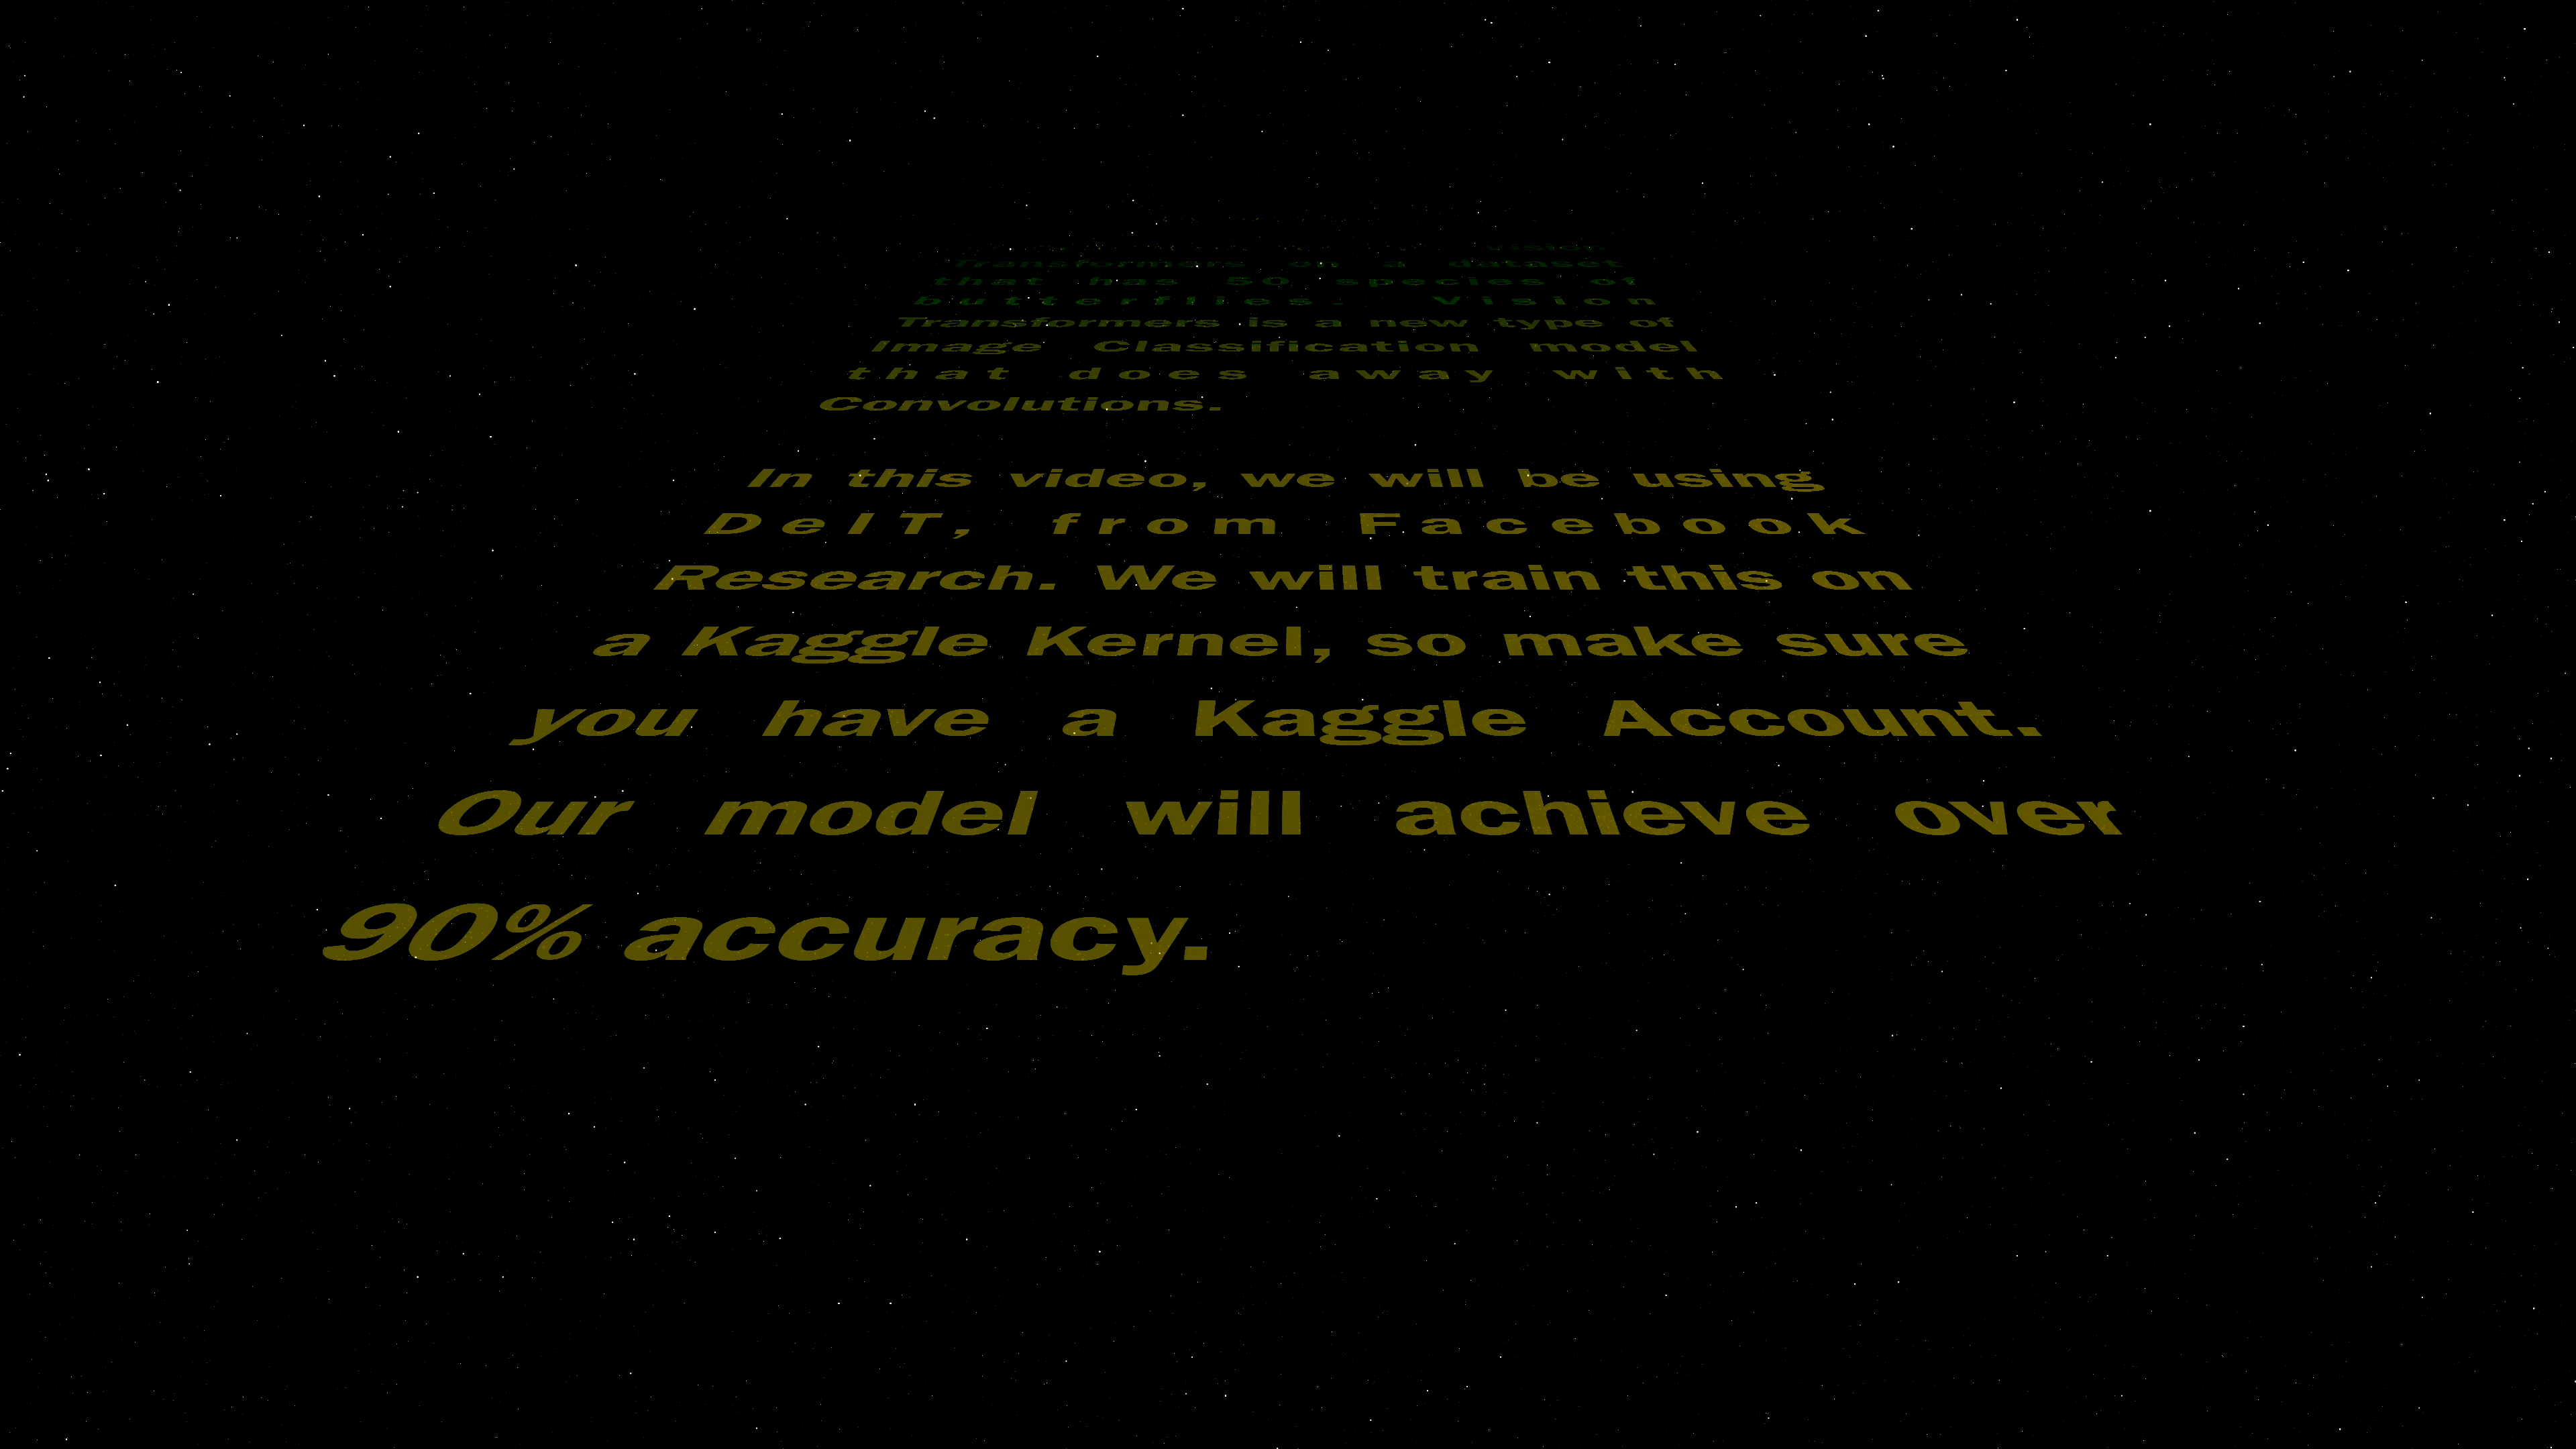 Vision
Transformers on a dataset
that has 50 species of
butterflies. Vision
Transformers is a new type of
Image Classification model
that does away with
Convolutions.
In this video, we will be using
DeIT, from Facebook
Research. We will train this on
a Kaggle Kernel, so make sure
you have a Kaggle Account.
Our model will achieve over
90% accuracy.